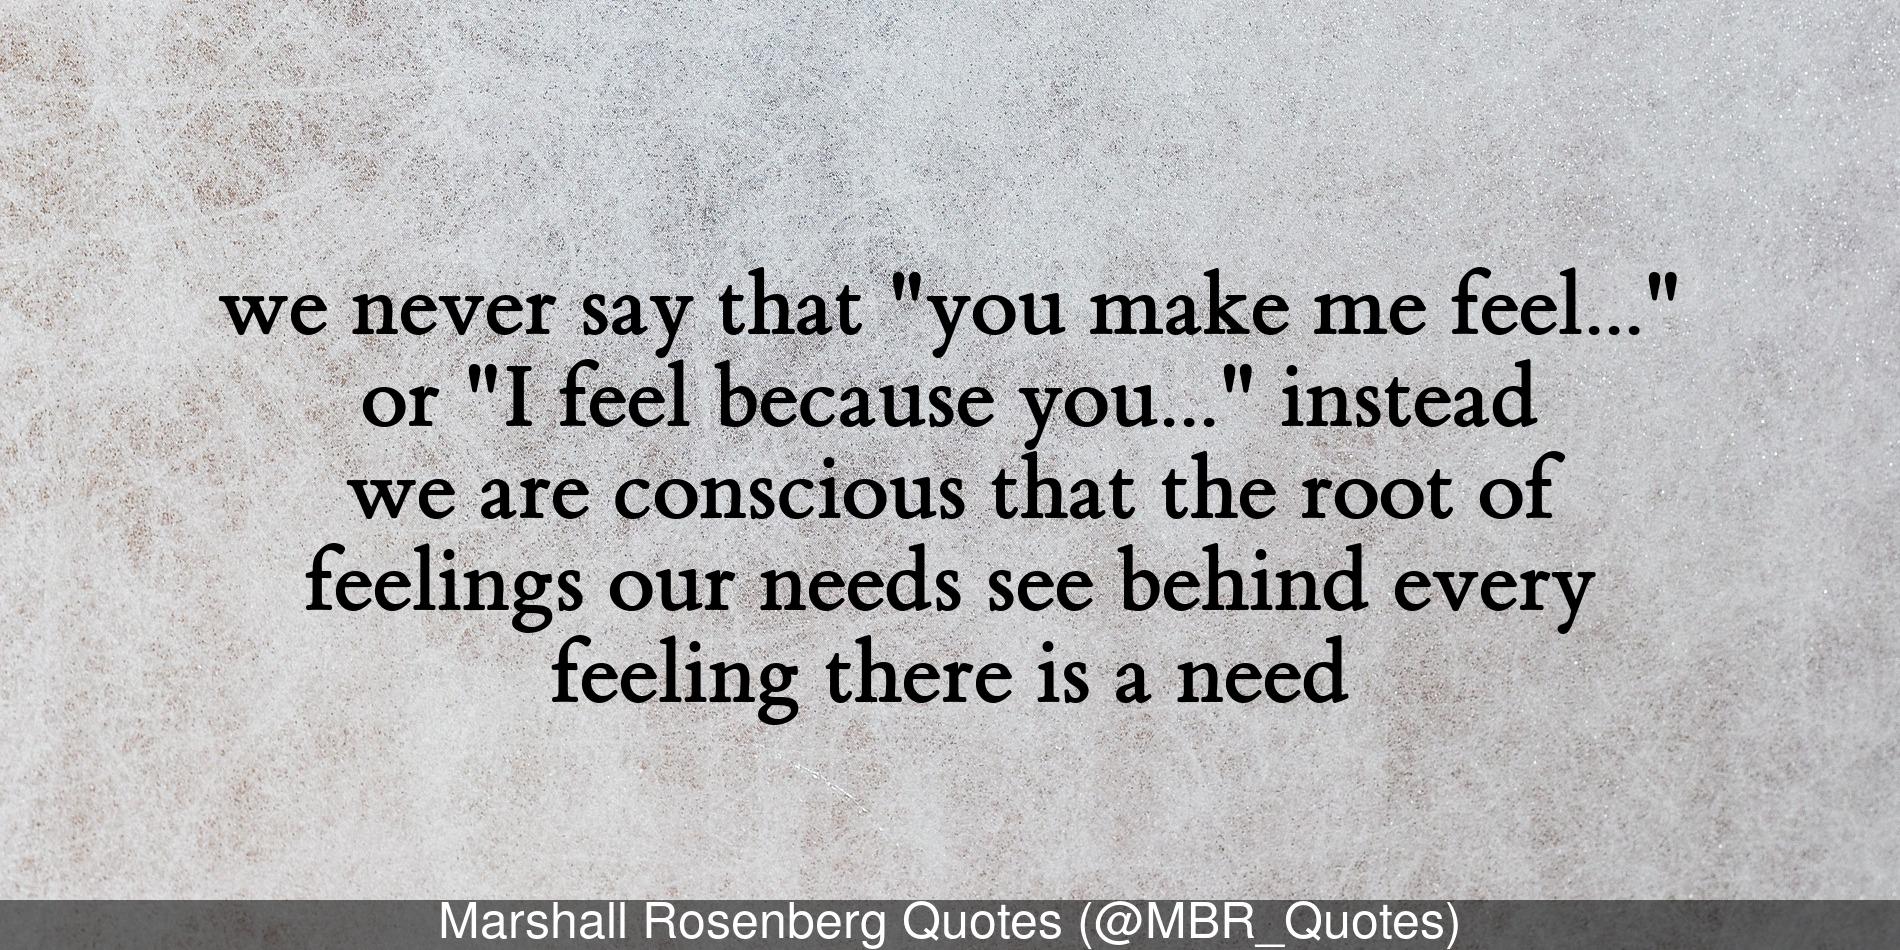 we never say that "you make me feel..."
or "I feel because you..." instead
we are conscious that the root of
feelings our needs see behind every
feeling there is a need
Marshall Rosenberg Quotes (@MBR_Quotes)